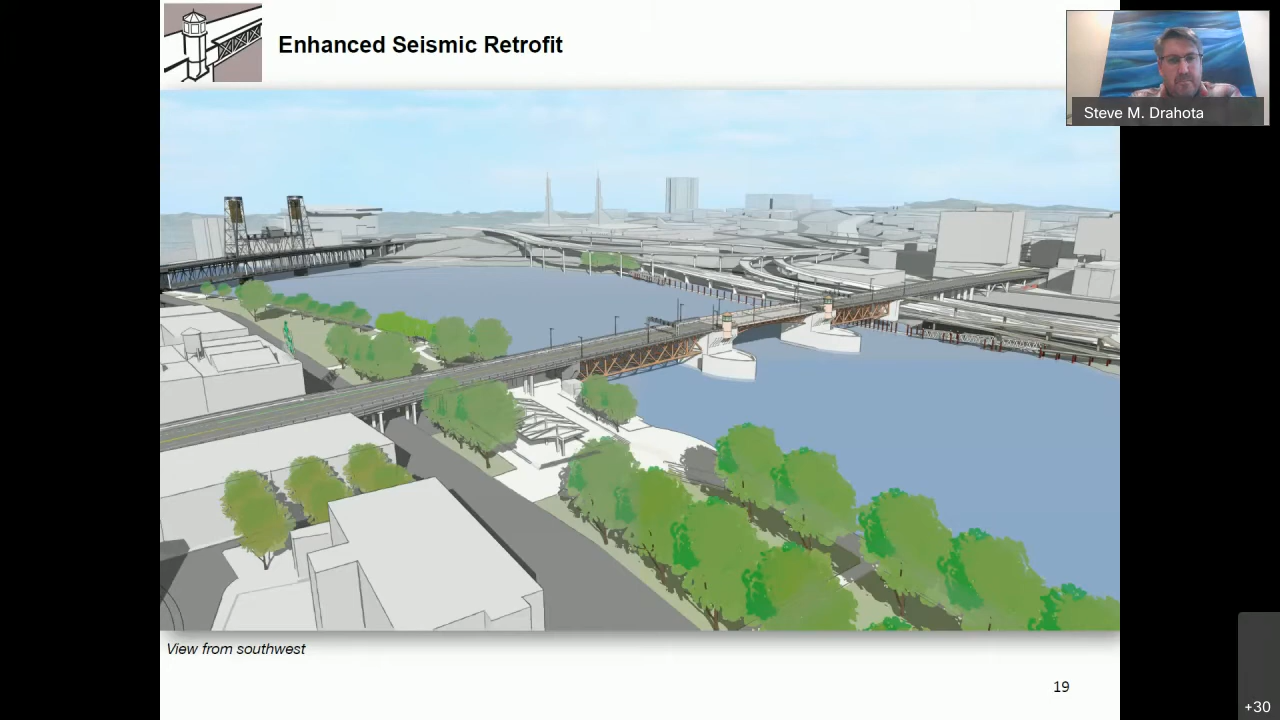 Enhanced Seismic Retrofit
Steve M. Drahota
View from southwest
19
+30